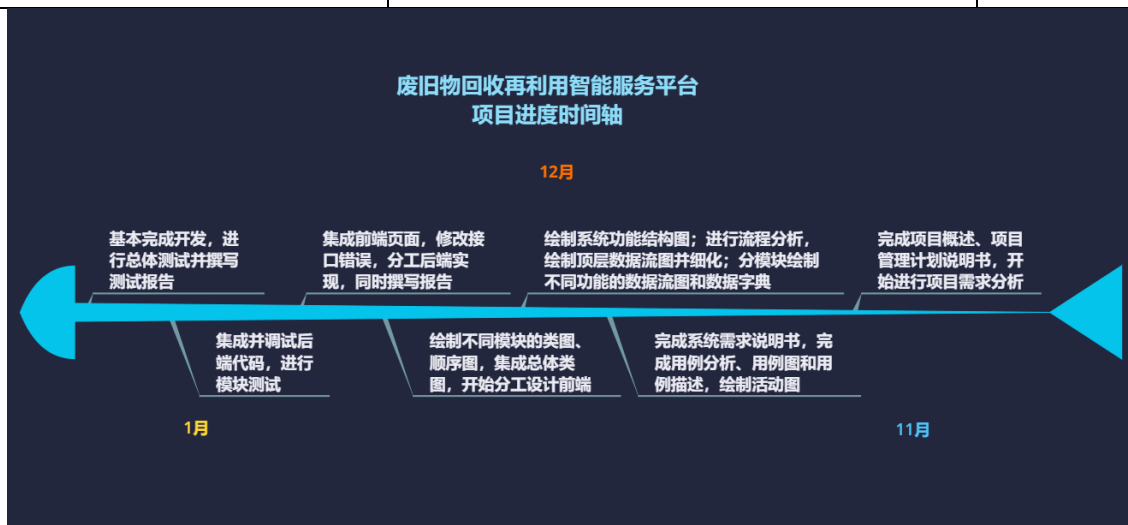 废旧物回收再利用智能服务平台
项目进度时间轴
12月
基本完成开发，进
行总体测试并撰写
测试报告
集成前端页面，修改接
口错误，分工后端实
现，同时撰写报告
绘制系统功能结构图；进行流程分析，
绘制顶层数据流图并细化；分模块绘制
不同功能的数据流图和数据字典
完成项目概述、项目
管理计划说明书，开
始进行项目需求分析
集成并调试后
端代码，进行
模块测试
绘制不同模块的类图、
顺序图，集成总体类
图，开始分工设计前端
完成系统需求说明书，完
成用例分析、用例图和用
例描述，绘制活动图
1月
11月